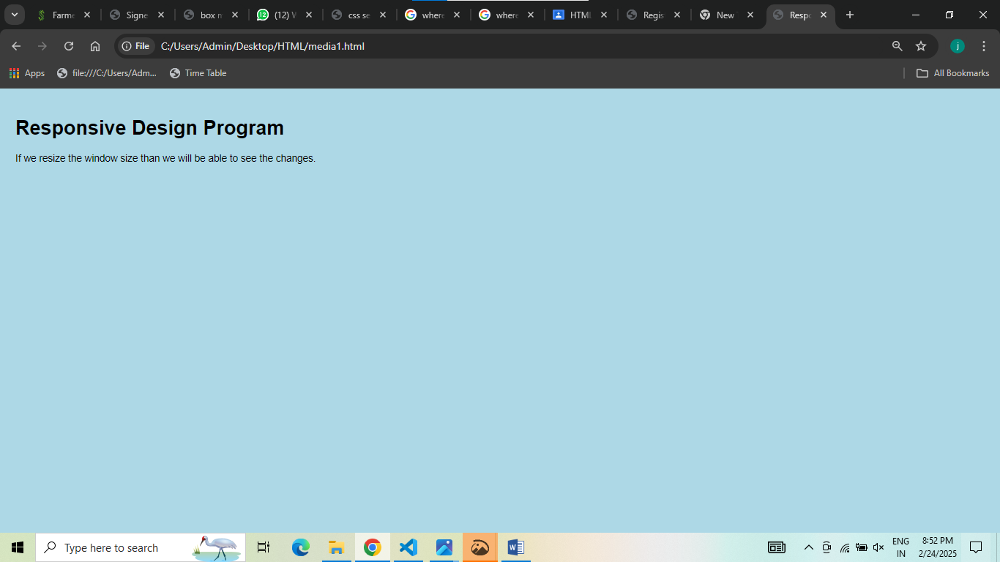 Farme
Signe
box m
(12) W
css se
where
where
HTML
Regis
New
Respo
File
C:/Users/Admin/Desktop/HTML/media1.html
j
Apps
file:///C:/Users/Adm...
Time Table
All Bookmarks
Responsive Design Program
If we resize the window size than we will be able to see the changes.
Type here to search
ENG
IN
8:52 PM
2/24/2025